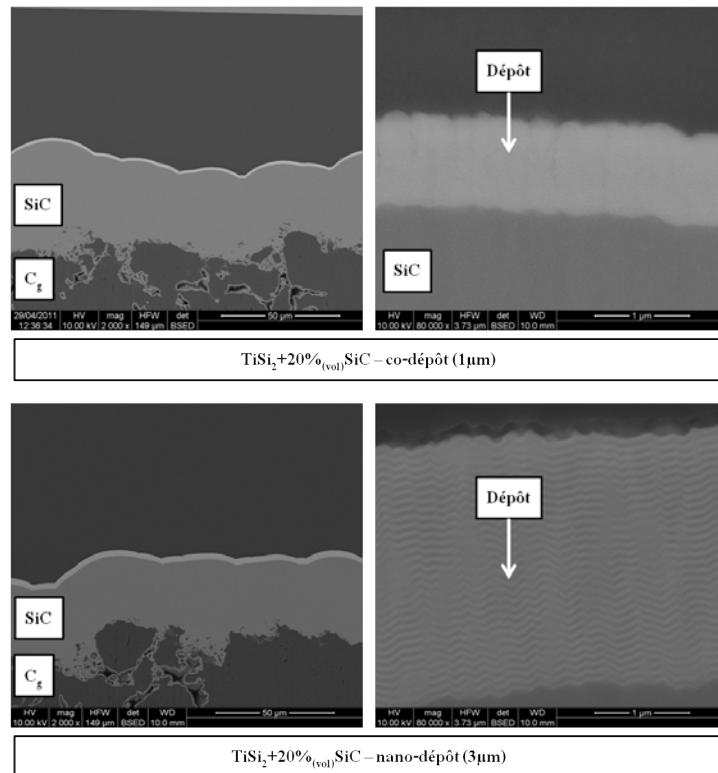 Dépôt
SiC
SiC
C₉
29/04/2011 HV mag HFW det
12:36:34 10.00 kV 2 000 x 149 µm BSED
50 µm
HV mag HFW det WD
10.00 kV 80 000 x 3.73 µm BSED 10.0 mm
1 µm
TiSi₂+20%(vol)SiC – co-dépôt (1µm)
Dépôt
SiC
C₉
HV mag HFW det WD
10.00 kV 2 000 x 149 µm BSED 10.0 mm
50 µm
HV mag HFW det WD
10.00 kV 80 000 x 3.73 µm BSED 10.0 mm
1 µm
TiSi₂+20%(vol)SiC – nano-dépôt (3µm)